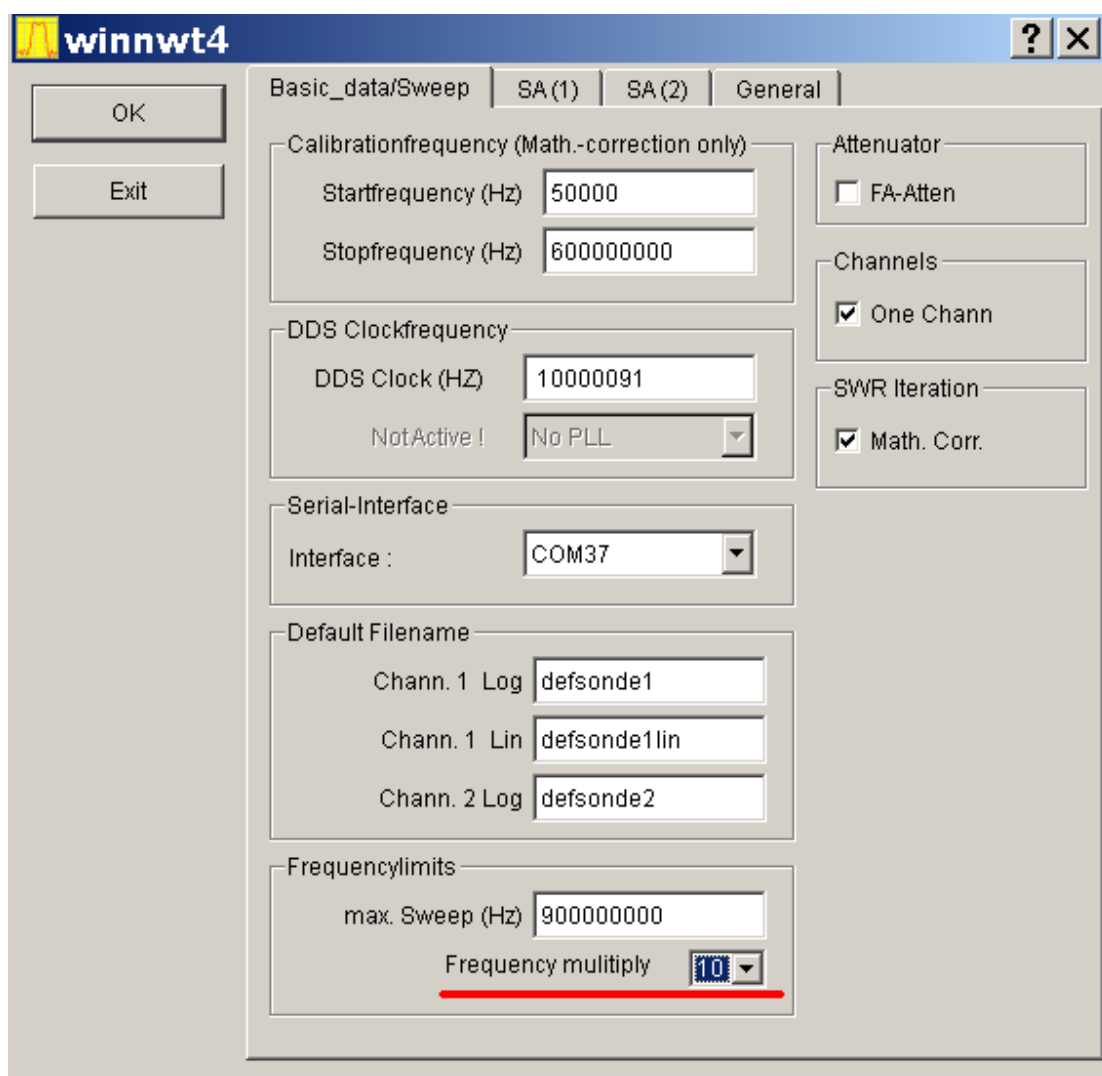 winnwt4
? X
OK
Exit
Basic_data/Sweep SA(1) SA(2) General
Calibrationfrequency (Math.-correction only)
Startfrequency (Hz) 50000
Stopfrequency (Hz) 600000000
DDS Clockfrequency
DDS Clock (HZ) 10000091
NotActive ! No PLL
Serial-Interface
Interface : COM37
Default Filename
Chann. 1 Log defsonde1
Chann. 1 Lin defsonde1lin
Chann. 2 Log defsonde2
Frequencylimits
max. Sweep (Hz) 900000000
Frequency mulitiply 10
Attenuator
FA-Atten
Channels
One Chann
SWR Iteration
Math. Corr.